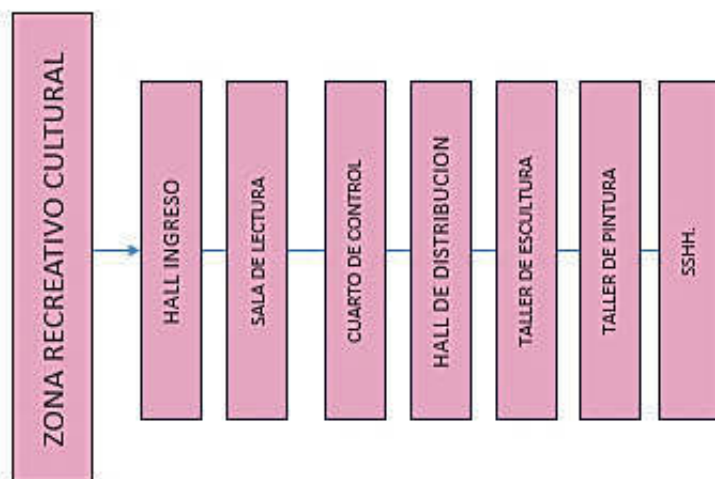 ZONA RECREATIVO CULTURAL
HALL INGRESO
SALA DE LECTURA
CUARTO DE CONTROL
HALL DE DISTRIBUCION
TALLER DE ESCULTURA
TALLER DE PINTURA
SSHH.